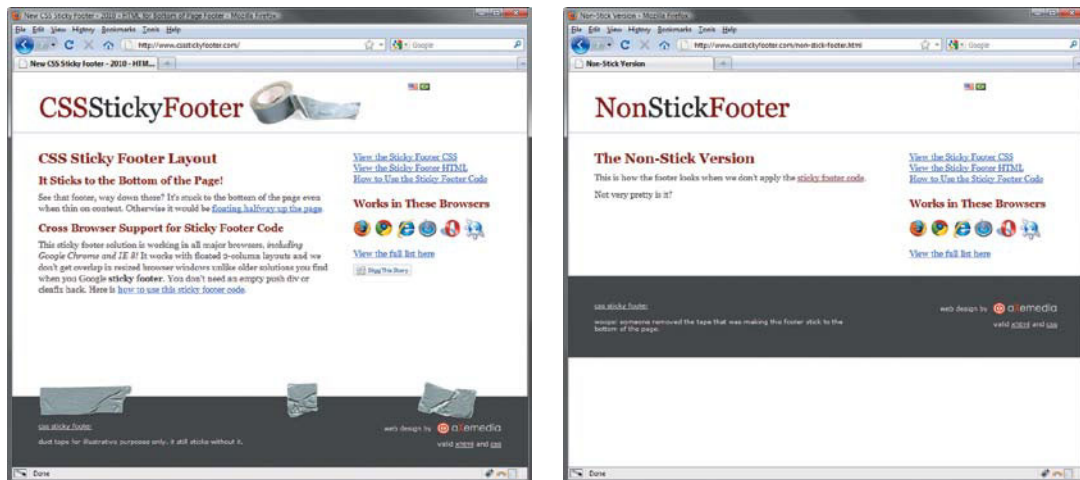 New CSS Sticky Footer - 2010 - HTML for Bottom of Page Footer - Mozilla Firefox
File Edit View History Bookmarks Tools Help
http://www.cssstickyfooter.com/
Google
New CSS Sticky Footer - 2010 - HTM...
CSSStickyFooter
CSS Sticky Footer Layout
It Sticks to the Bottom of the Page!
See that footer, way down there? It's stuck to the bottom of the page even
when thin on content. Otherwise it would be floating halfway up the page.
Cross Browser Support for Sticky Footer Code
This sticky footer solution is working in all major browsers, including
Google Chrome and IE 8! It works with floated 2-column layouts and we
don't get overlap in resized browser windows unlike older solutions you find
when you Google sticky footer. You don't need an empty push div or
clearfix hack. Here is how to use this sticky footer code.
View the Sticky Footer CSS
View the Sticky Footer HTML
How to Use the Sticky Footer Code
Works in These Browsers
View the full list here
Digg This Story
css sticky footer
duct tape for illustrative purposes only. it still sticks without it.
web design by aXemedia
valid xhtml and css
Done
Non-Stick Version - Mozilla Firefox
File Edit View History Bookmarks Tools Help
http://www.cssstickyfooter.com/non-stick-footer.html
Google
Non-Stick Version
NonStickFooter
The Non-Stick Version
This is how the footer looks when we don't apply the sticky footer code.
Not very pretty is it?
View the Sticky Footer CSS
View the Sticky Footer HTML
How to Use the Sticky Footer Code
Works in These Browsers
View the full list here
css sticky footer
woops! someone removed the tape that was making the footer stick to the
bottom of the page.
web design by aXemedia
valid xhtml and css
Done